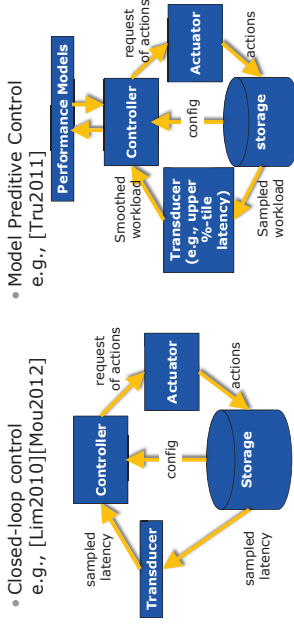 • Closed-loop control
e.g., [Lim2010][Mou2012]
Controller
request
of actions
Actuator
actions
config
Storage
sampled
latency
Transducer
sampled
latency
• Model Preditive Control
e.g., [Tru2011]
Performance Models
Controller
request
of actions
Actuator
actions
config
storage
Smoothed
workload
Transducer
(e.g., upper
%-tile
latency)
Sampled
workload